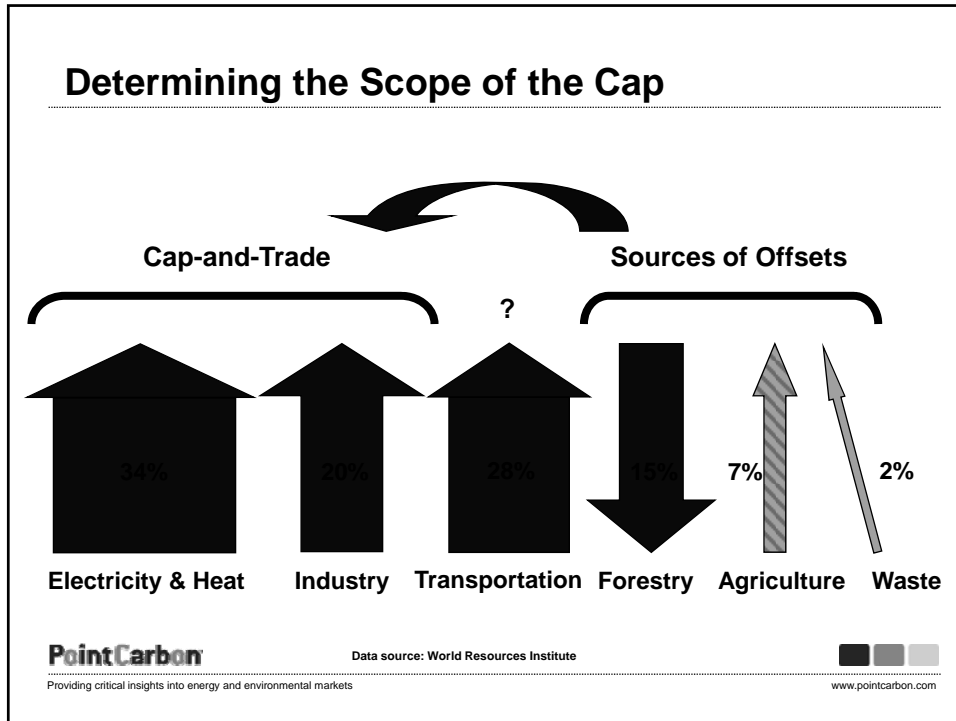 Determining the Scope of the Cap
Cap-and-Trade
Sources of Offsets
?
34%
20%
28%
15%
7%
2%
Electricity & Heat
Industry
Transportation
Forestry
Agriculture
Waste
PointCarbon
Data source: World Resources Institute
Providing critical insights into energy and environmental markets
www.pointcarbon.com